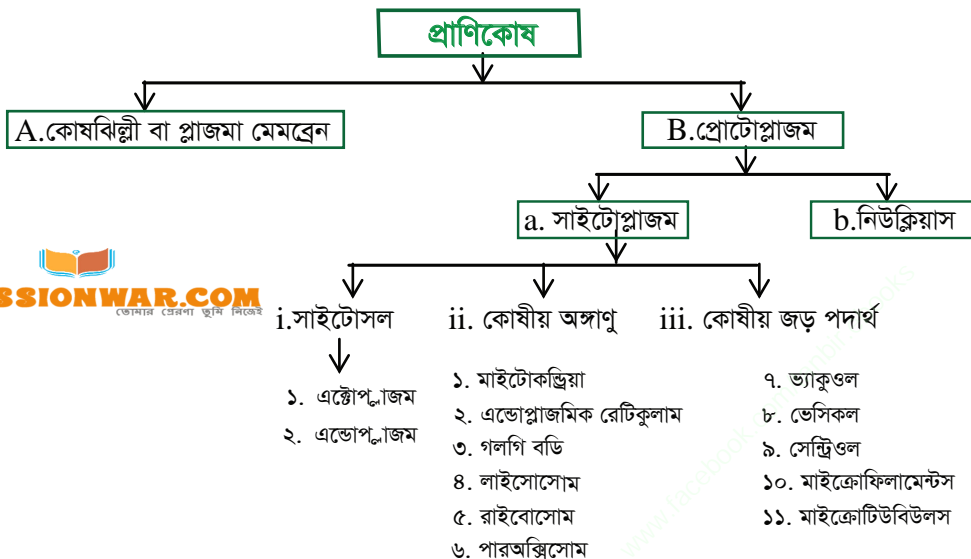 প্রাণিকোষ
A.কোষঝিল্লী বা প্লাজমা মেমব্রেন
B.প্রোটোপ্লাজম
a. সাইটোপ্লাজম
b.নিউক্লিয়াস
SSIONWAR.COM
তোমার প্রেরণা তুমি নিজেই
i.সাইটোসল
ii. কোষীয় অঙ্গাণু
iii. কোষীয় জড় পদার্থ
১. এক্টোপ্লাজম
২. এন্ডোপ্লাজম
১. মাইটোকন্ড্রিয়া
২. এন্ডোপ্লাজমিক রেটিকুলাম
৩. গলগি বডি
৪. লাইসোসোম
৫. রাইবোসোম
৬. পারঅক্সিসোম
৭. ভ্যাকুওল
৮. ভেসিকল
৯. সেন্ট্রিওল
১০. মাইক্রোফিলামেন্টস
১১. মাইক্রোটিউবিউলস